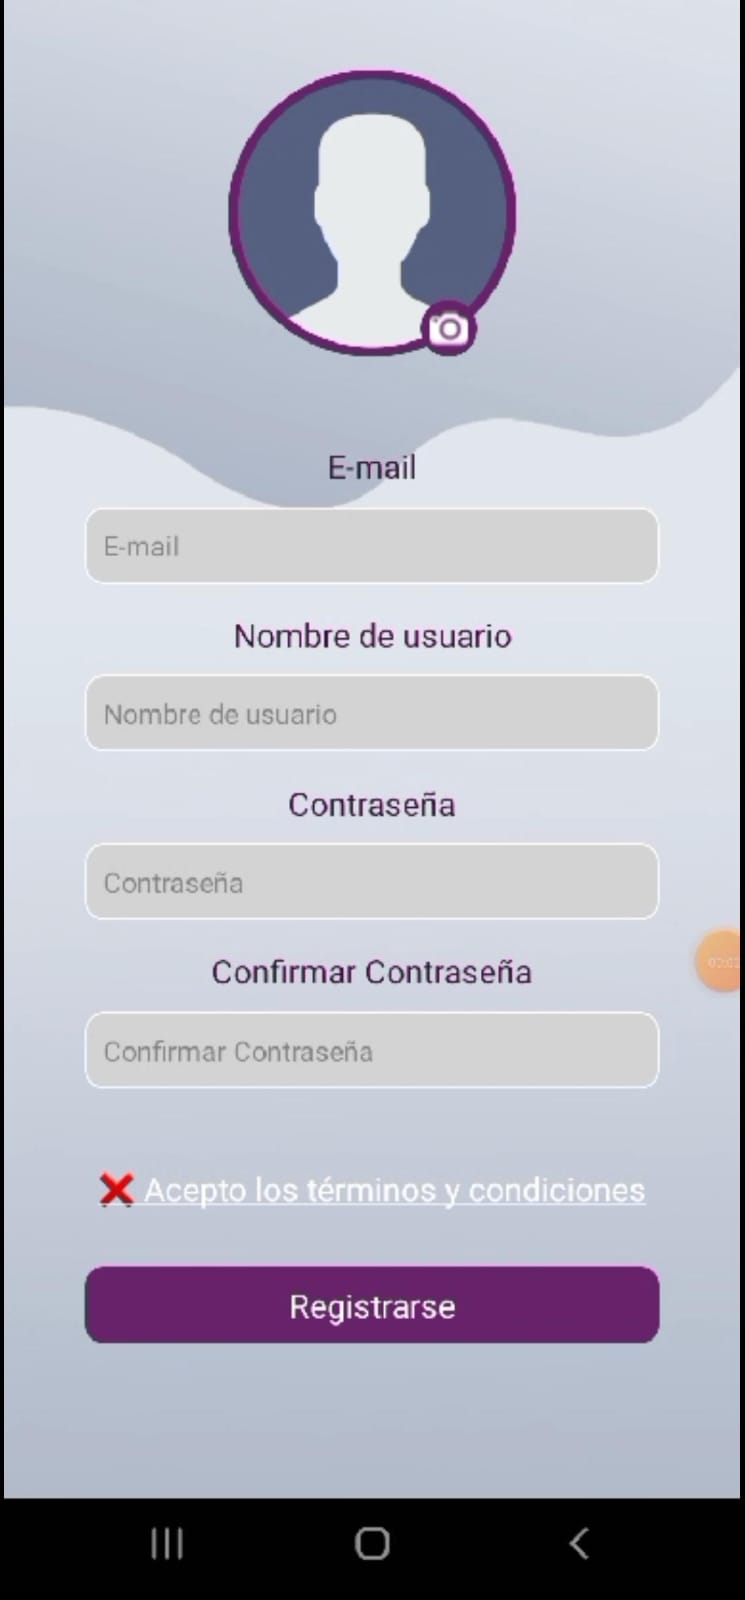 E-mail
E-mail
Nombre de usuario
Nombre de usuario
Contraseña
Contraseña
Confirmar Contraseña
Confirmar Contraseña
❌ Acepto los términos y condiciones
Registrarse